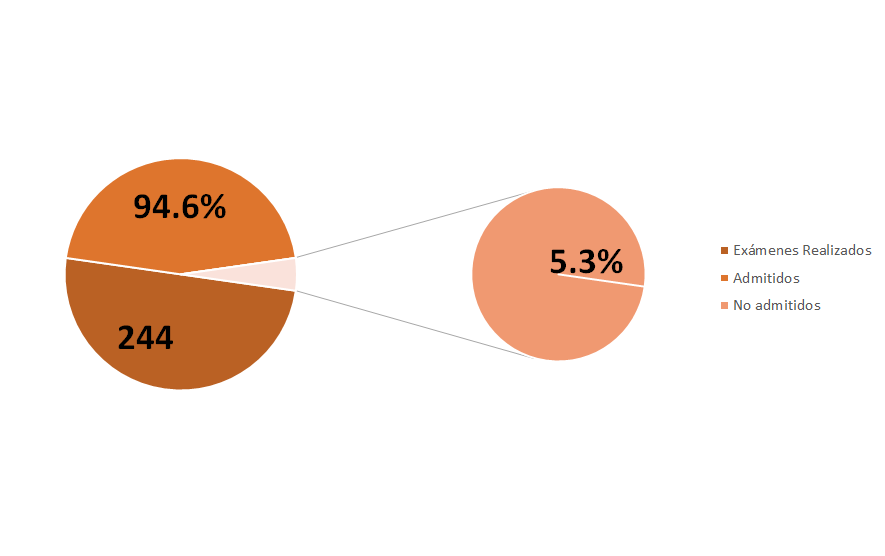 94.6%
244
5.3%
Exámenes Realizados
Admitidos
No admitidos